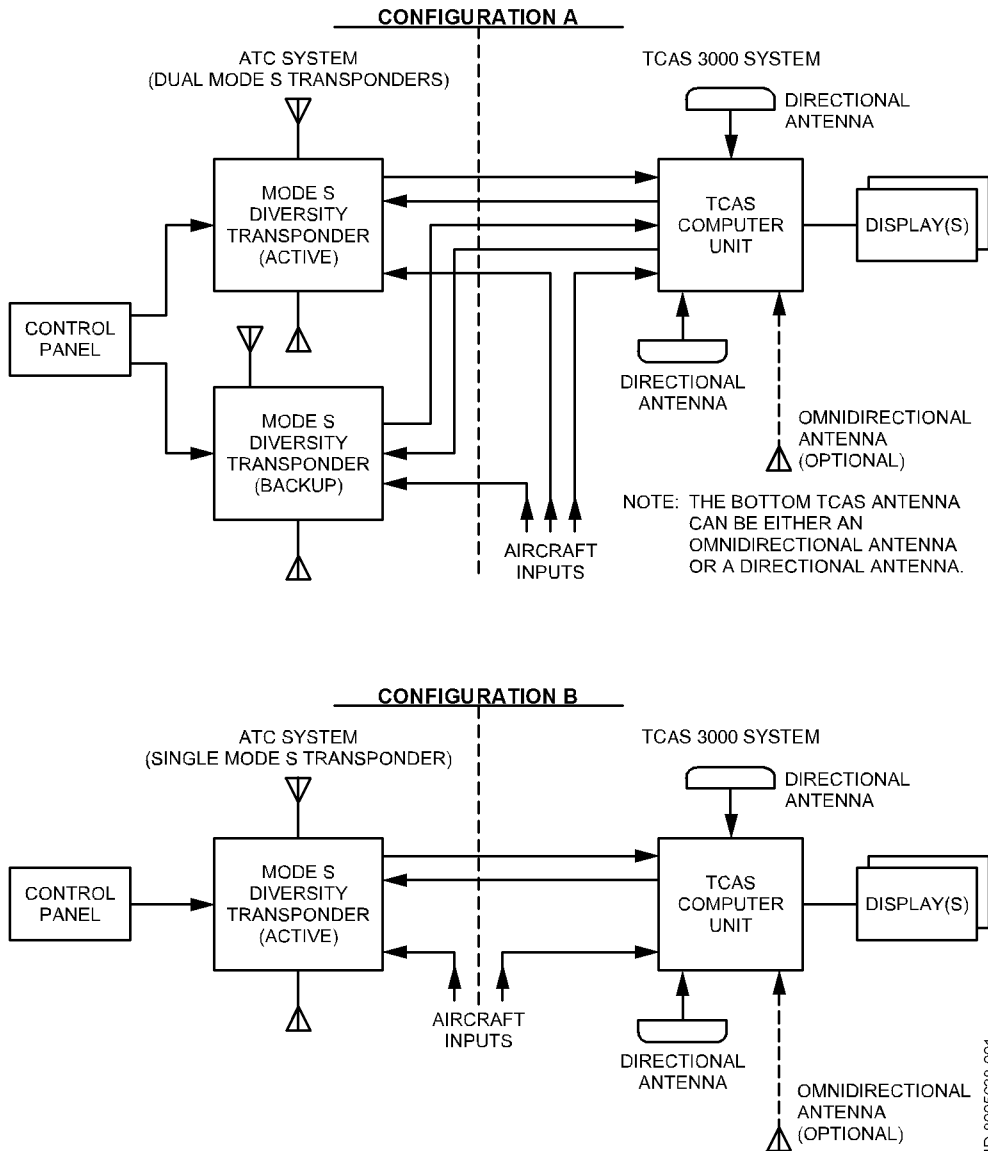 CONFIGURATION A
ATC SYSTEM
(DUAL MODE S TRANSPONDERS)
TCAS 3000 SYSTEM
DIRECTIONAL
ANTENNA
MODE S
DIVERSITY
TRANSPONDER
(ACTIVE)
TCAS
COMPUTER
UNIT
DISPLAY(S)
CONTROL
PANEL
DIRECTIONAL
ANTENNA
MODE S
DIVERSITY
TRANSPONDER
(BACKUP)
OMNIDIRECTIONAL
ANTENNA
(OPTIONAL)
AIRCRAFT
INPUTS
NOTE: THE BOTTOM TCAS ANTENNA
CAN BE EITHER AN
OMNIDIRECTIONAL ANTENNA
OR A DIRECTIONAL ANTENNA.
CONFIGURATION B
ATC SYSTEM
(SINGLE MODE S TRANSPONDER)
TCAS 3000 SYSTEM
DIRECTIONAL
ANTENNA
CONTROL
PANEL
MODE S
DIVERSITY
TRANSPONDER
(ACTIVE)
TCAS
COMPUTER
UNIT
DISPLAY(S)
AIRCRAFT
INPUTS
DIRECTIONAL
ANTENNA
OMNIDIRECTIONAL
ANTENNA
(OPTIONAL)